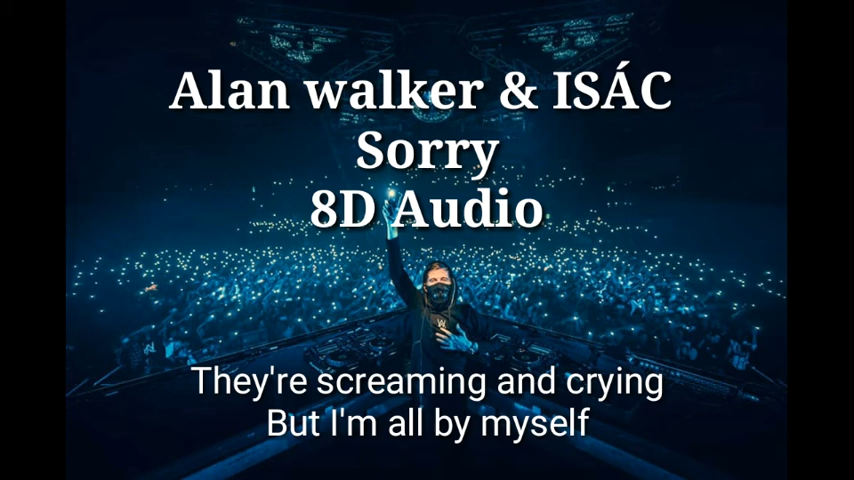 Alan walker & ISÁC
Sorry
8D Audio
They're screaming and crying
But I'm all by myself